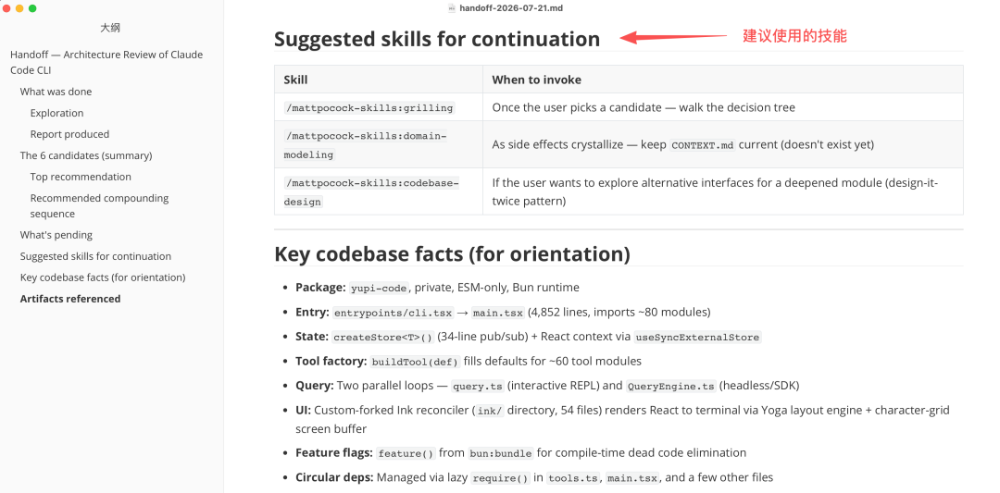 handoff-2026-07-21.md
大纲
Handoff — Architecture Review of Claude
Code CLI
What was done
Exploration
Report produced
The 6 candidates (summary)
Top recommendation
Recommended compounding
sequence
What's pending
Suggested skills for continuation
Key codebase facts (for orientation)
Artifacts referenced
Suggested skills for continuation
建议使用的技能
Skill When to invoke
/mattpocock-skills:grilling Once the user picks a candidate — walk the decision tree
/mattpocock-skills:domain-
modeling
As side effects crystallize — keep CONTEXT.md current (doesn't exist yet)
/mattpocock-skills:codebase-
design
If the user wants to explore alternative interfaces for a deepened module (design-it-
twice pattern)
Key codebase facts (for orientation)
• Package: yupi-code, private, ESM-only, Bun runtime
• Entry: entrypoints/cli.tsx → main.tsx (4,852 lines, imports ~80 modules)
• State: createStore<T>() (34-line pub/sub) + React context via useSyncExternalStore
• Tool factory: buildTool(def) fills defaults for ~60 tool modules
• Query: Two parallel loops — query.ts (interactive REPL) and QueryEngine.ts (headless/SDK)
• UI: Custom-forked Ink reconciler (ink/ directory, 54 files) renders React to terminal via Yoga layout engine + character-grid
screen buffer
• Feature flags: feature() from bun:bundle for compile-time dead code elimination
• Circular deps: Managed via lazy require() in tools.ts, main.tsx, and a few other files